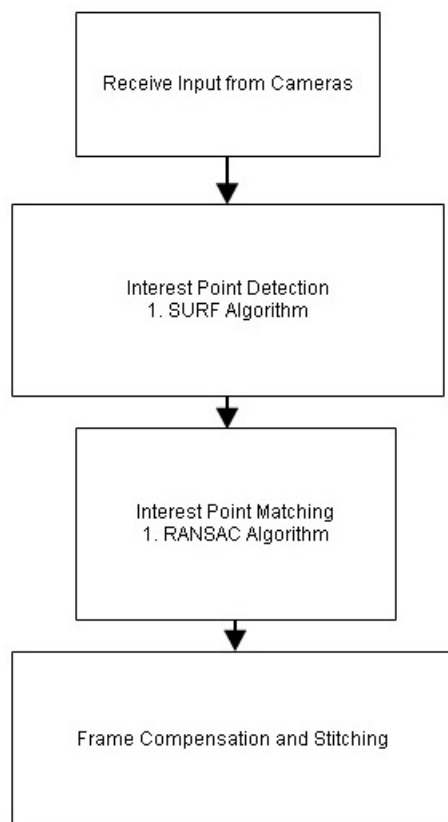 Receive Input from Cameras
Interest Point Detection
1. SURF Algorithm
Interest Point Matching
1. RANSAC Algorithm
Frame Compensation and Stitching